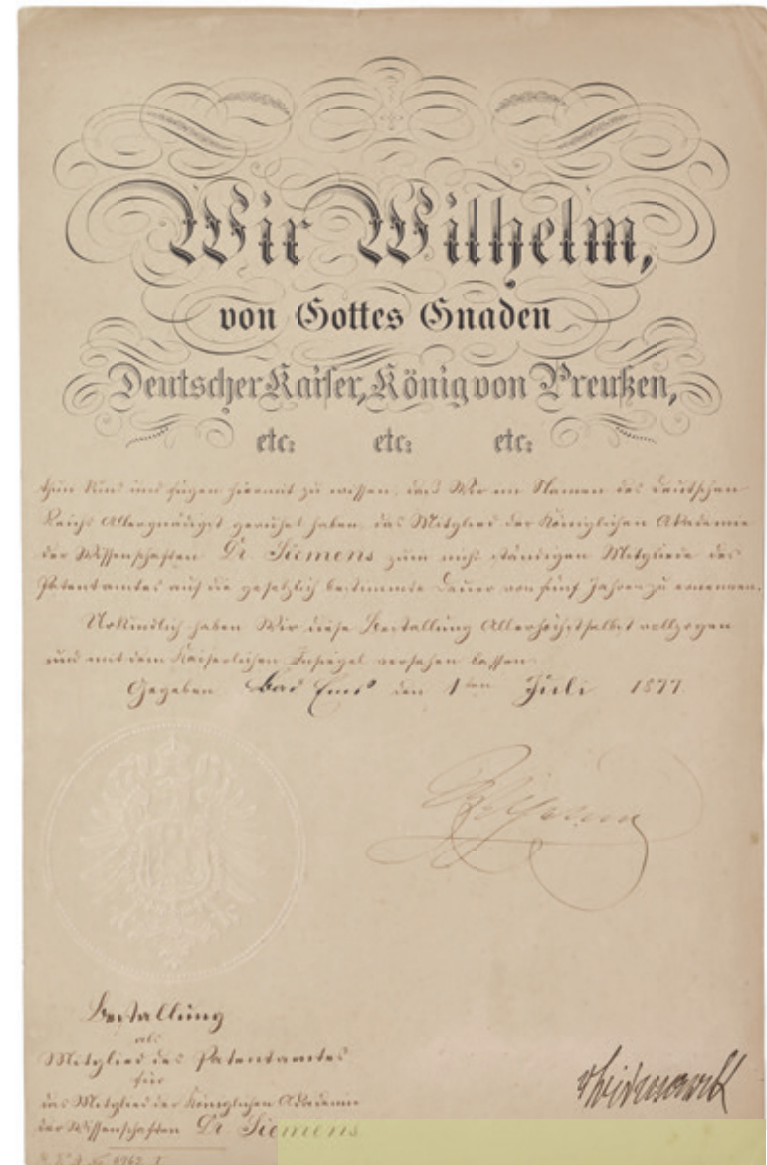 Wir Wilhelm,
von Gottes Gnaden
Deutscher Kaiser, König von Preußen,
etc: etc: etc:
thun kund und fügen hiermit zu wissen, daß Wir im Namen des Deutschen
Reichs Allergnädigst geruhet haben, das Mitglied der Königlichen Akademie
der Wissenschaften Dr. Siemens zum nicht ständigen Mitgliede des
Patentamtes auf die gesetzlich bestimmte Dauer von fünf Jahren zu ernennen.
Urkundlich haben Wir diese Bestallung Allerhöchstselbst vollzogen
und mit dem Kaiserlichen Insiegel versehen lassen.
Gegeben Bad Ems den 1ten Juli 1877.
Wilhelm
Bestallung
als
Mitglied des Patentamtes
für
das Mitglied der Königlichen Akademie
der Wissenschaften Dr. Siemens